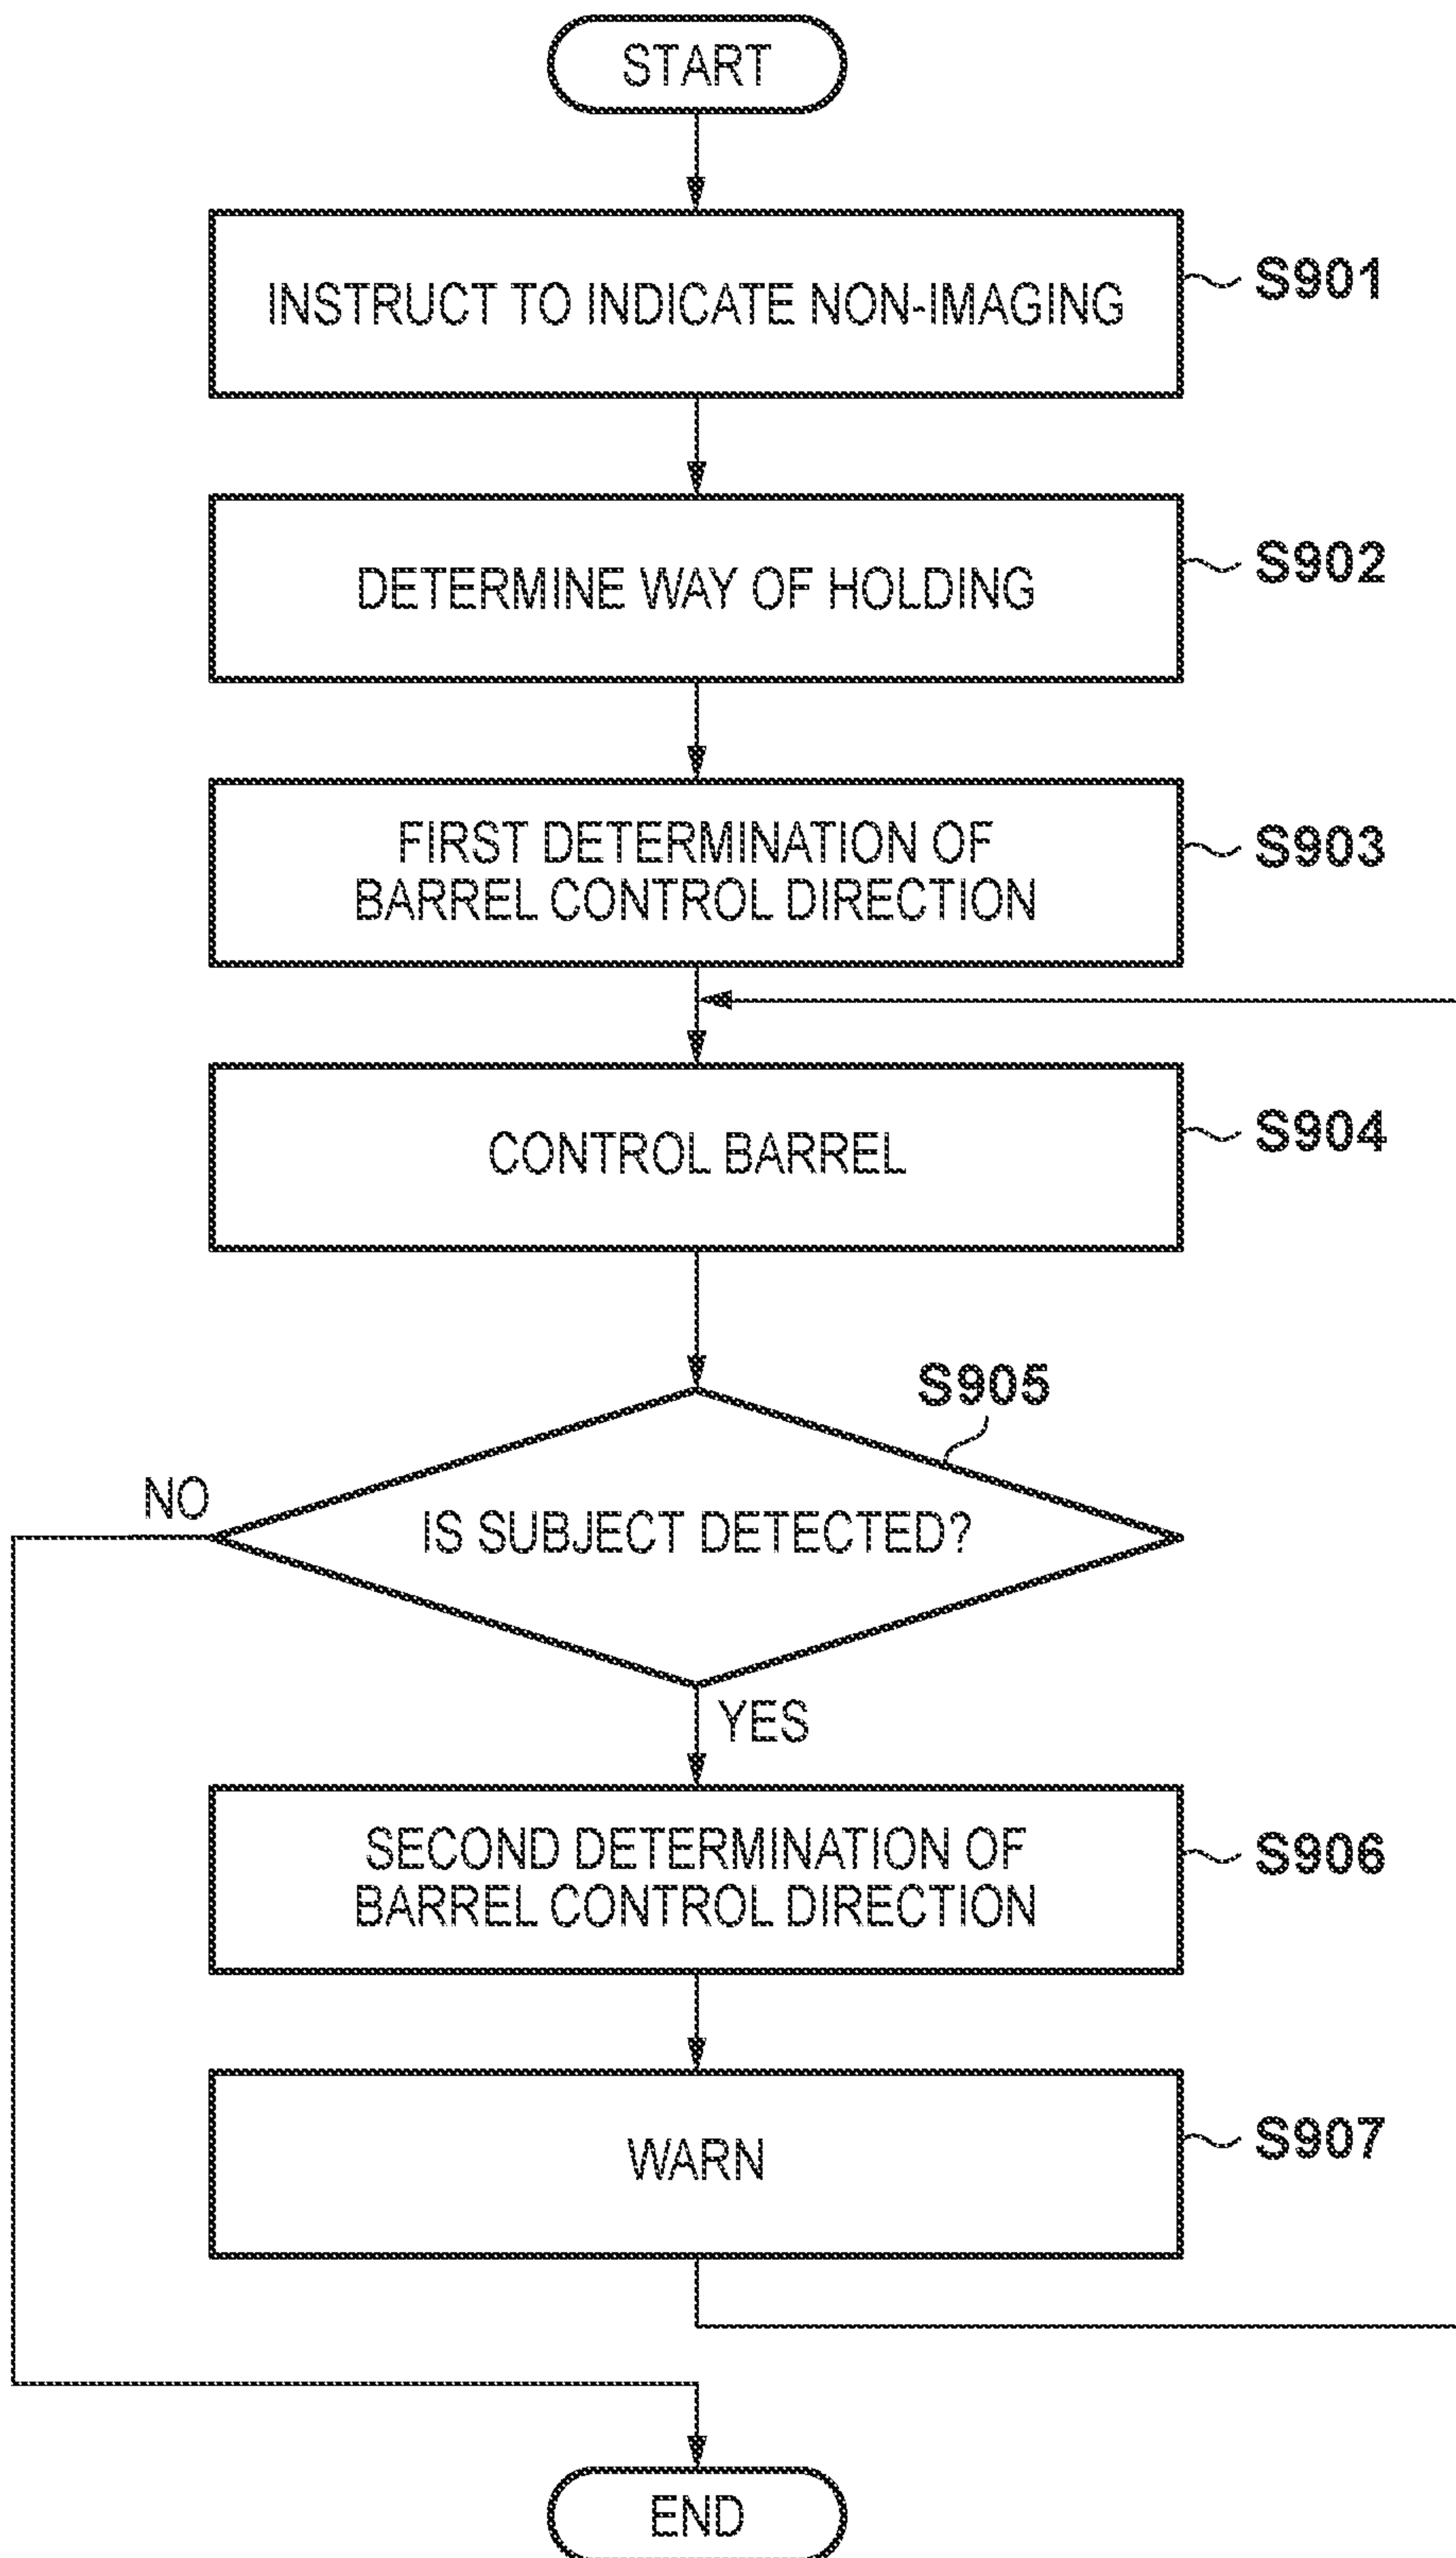 START
INSTRUCT TO INDICATE NON-IMAGING
S901
DETERMINE WAY OF HOLDING
S902
FIRST DETERMINATION OF
BARREL CONTROL DIRECTION
S903
CONTROL BARREL
S904
S905
NO
IS SUBJECT DETECTED?
YES
SECOND DETERMINATION OF
BARREL CONTROL DIRECTION
S906
WARN
S907
END